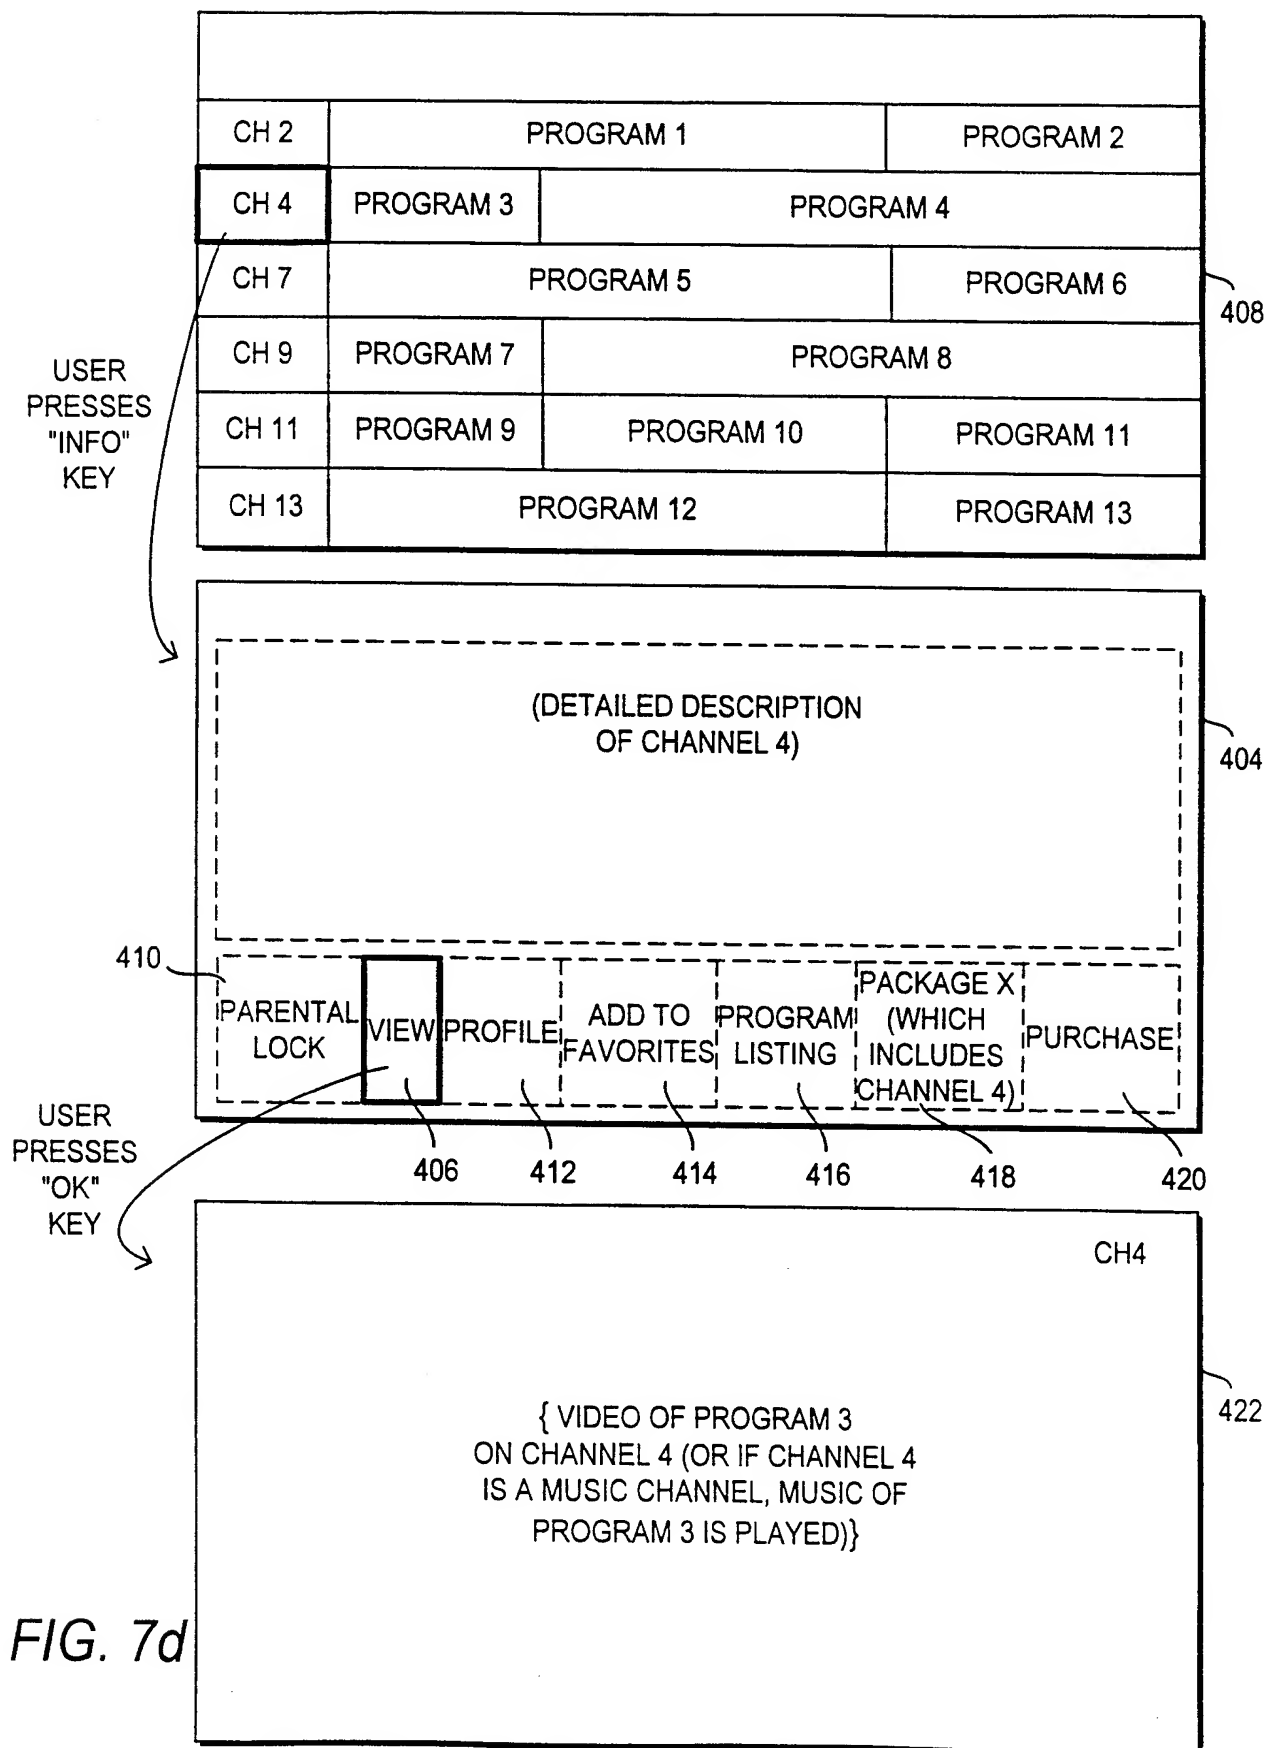 CH 2 PROGRAM 1 PROGRAM 2
CH 4 PROGRAM 3 PROGRAM 4
CH 7 PROGRAM 5 PROGRAM 6
408
CH 9 PROGRAM 7 PROGRAM 8
CH 11 PROGRAM 9 PROGRAM 10 PROGRAM 11
CH 13 PROGRAM 12 PROGRAM 13
USER
PRESSES
"INFO"
KEY
(DETAILED DESCRIPTION
OF CHANNEL 4)
404
410
PARENTAL
LOCK
VIEW
PROFILE
ADD TO
FAVORITES
PROGRAM
LISTING
PACKAGE X
(WHICH
INCLUDES
CHANNEL 4)
PURCHASE
406 412 414 416 418 420
USER
PRESSES
"OK"
KEY
CH4
422
{ VIDEO OF PROGRAM 3
ON CHANNEL 4 (OR IF CHANNEL 4
IS A MUSIC CHANNEL, MUSIC OF
PROGRAM 3 IS PLAYED)}
FIG. 7d